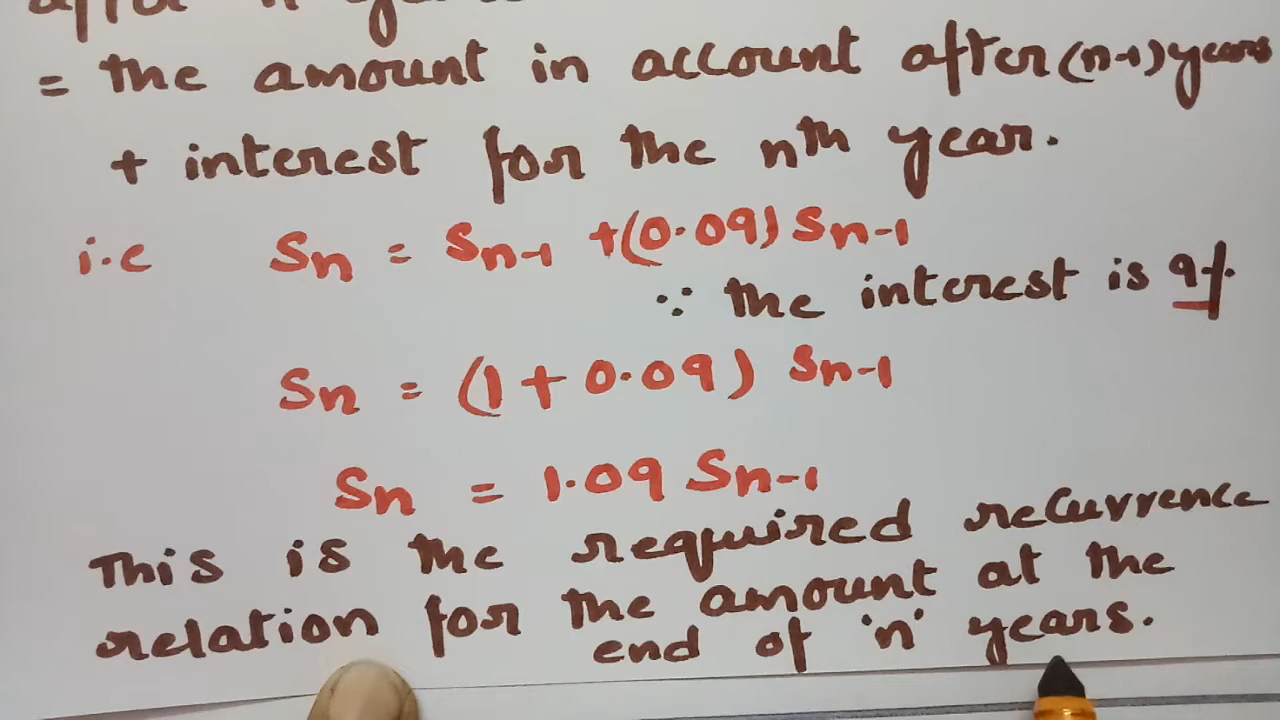 after n years
= the amount in account after (n-1) years
+ interest for the nth year.
i.e Sn = Sn-1 + (0.09) Sn-1
∵ the interest is 9%
Sn = (1 + 0.09) Sn-1
Sn = 1.09 Sn-1
This is the required recurrence
relation for the amount at the
end of 'n' years.